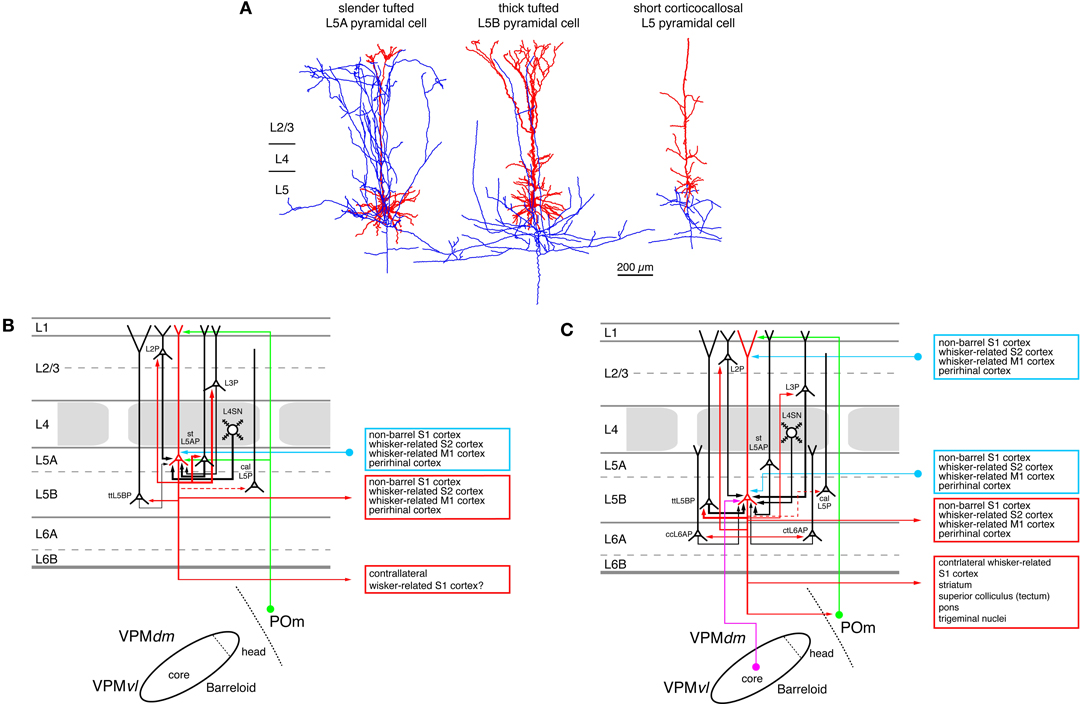 A
slender tufted
L5A pyramidal cell
thick tufted
L5B pyramidal cell
short corticocallosal
L5 pyramidal cell
L2/3
L4
L5
200 µm
B
L1
L2/3
L4
L5A
L5B
L6A
L6B
L2P
L3P
L4SN
st
L5AP
cal
L5P
ttL5BP
non-barrel S1 cortex
whisker-related S2 cortex
whisker-related M1 cortex
perirhinal cortex
non-barrel S1 cortex
whisker-related S2 cortex
whisker-related M1 cortex
perirhinal cortex
contrallateral
wisker-related S1 cortex?
POm
VPMdm
head
core
VPMvl
Barreloid
C
L1
L2/3
L4
L5A
L5B
L6A
L6B
L2P
L3P
L4SN
st
L5AP
cal
L5P
ttL5BP
ccL6AP
ctL6AP
non-barrel S1 cortex
whisker-related S2 cortex
whisker-related M1 cortex
perirhinal cortex
non-barrel S1 cortex
whisker-related S2 cortex
whisker-related M1 cortex
perirhinal cortex
non-barrel S1 cortex
whisker-related S2 cortex
whisker-related M1 cortex
perirhinal cortex
contrlateral whisker-related
S1 cortex
striatum
superior colliculus (tectum)
pons
trigeminal nuclei
POm
VPMdm
head
core
VPMvl
Barreloid